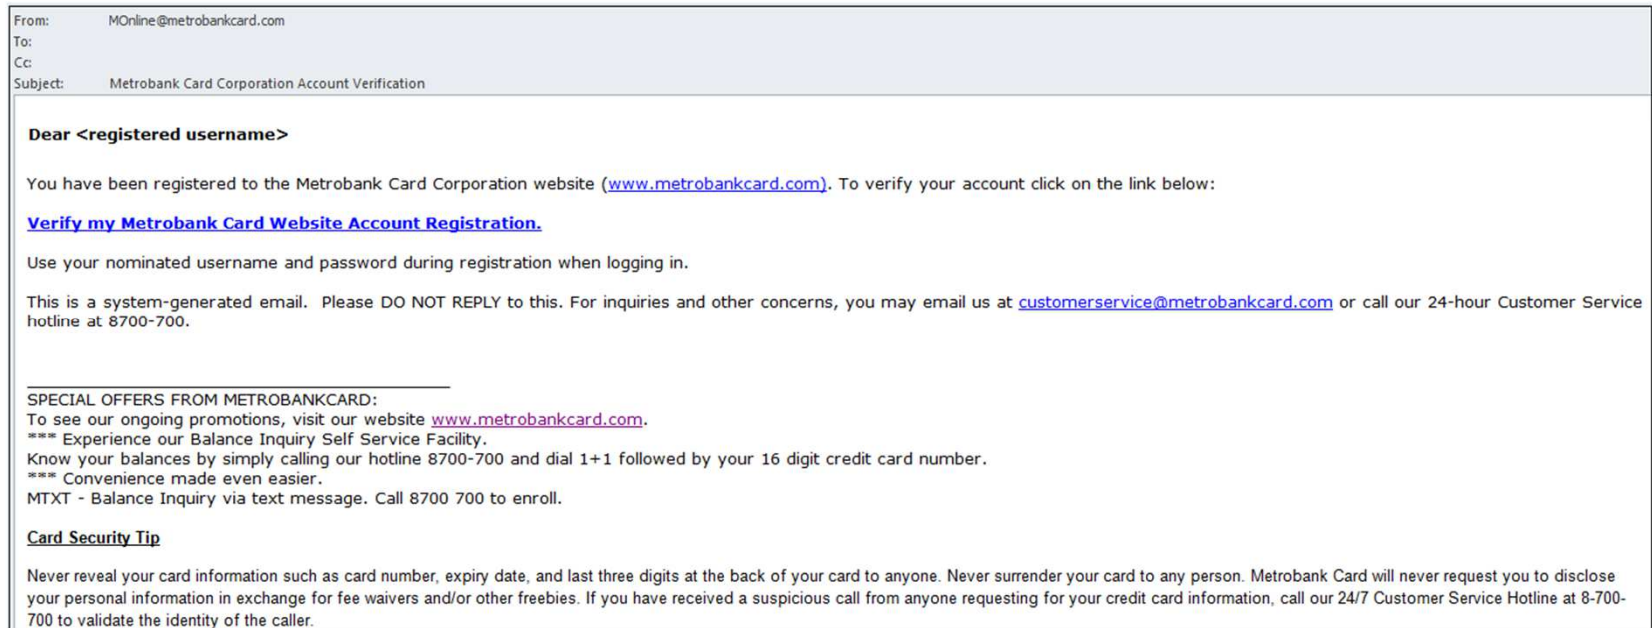 From: MOnline@metrobankcard.com
To:
Cc:
Subject: Metrobank Card Corporation Account Verification
Dear <registered username>
You have been registered to the Metrobank Card Corporation website (www.metrobankcard.com). To verify your account click on the link below:
Verify my Metrobank Card Website Account Registration.
Use your nominated username and password during registration when logging in.
This is a system-generated email.  Please DO NOT REPLY to this. For inquiries and other concerns, you may email us at customerservice@metrobankcard.com or call our 24-hour Customer Service
hotline at 8700-700.
SPECIAL OFFERS FROM METROBANKCARD:
To see our ongoing promotions, visit our website www.metrobankcard.com.
*** Experience our Balance Inquiry Self Service Facility.
Know your balances by simply calling our hotline 8700-700 and dial 1+1 followed by your 16 digit credit card number.
*** Convenience made even easier.
MTXT - Balance Inquiry via text message. Call 8700 700 to enroll.
Card Security Tip
Never reveal your card information such as card number, expiry date, and last three digits at the back of your card to anyone. Never surrender your card to any person. Metrobank Card will never request you to disclose
your personal information in exchange for fee waivers and/or other freebies. If you have received a suspicious call from anyone requesting for your credit card information, call our 24/7 Customer Service Hotline at 8-700-
700 to validate the identity of the caller.